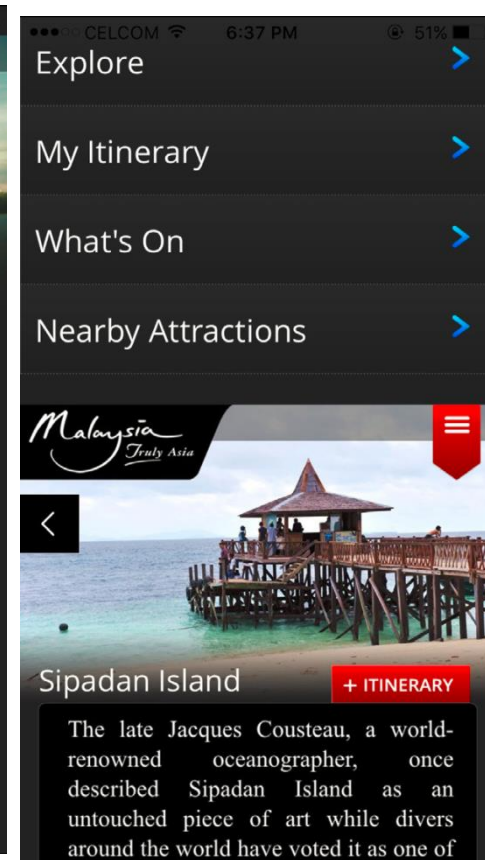 CELCOM 6:37 PM 51%
Explore
My Itinerary
What's On
Nearby Attractions
Malaysia
Truly Asia
Sipadan Island
+ ITINERARY
The late Jacques Cousteau, a world-
renowned oceanographer, once
described Sipadan Island as an
untouched piece of art while divers
around the world have voted it as one of